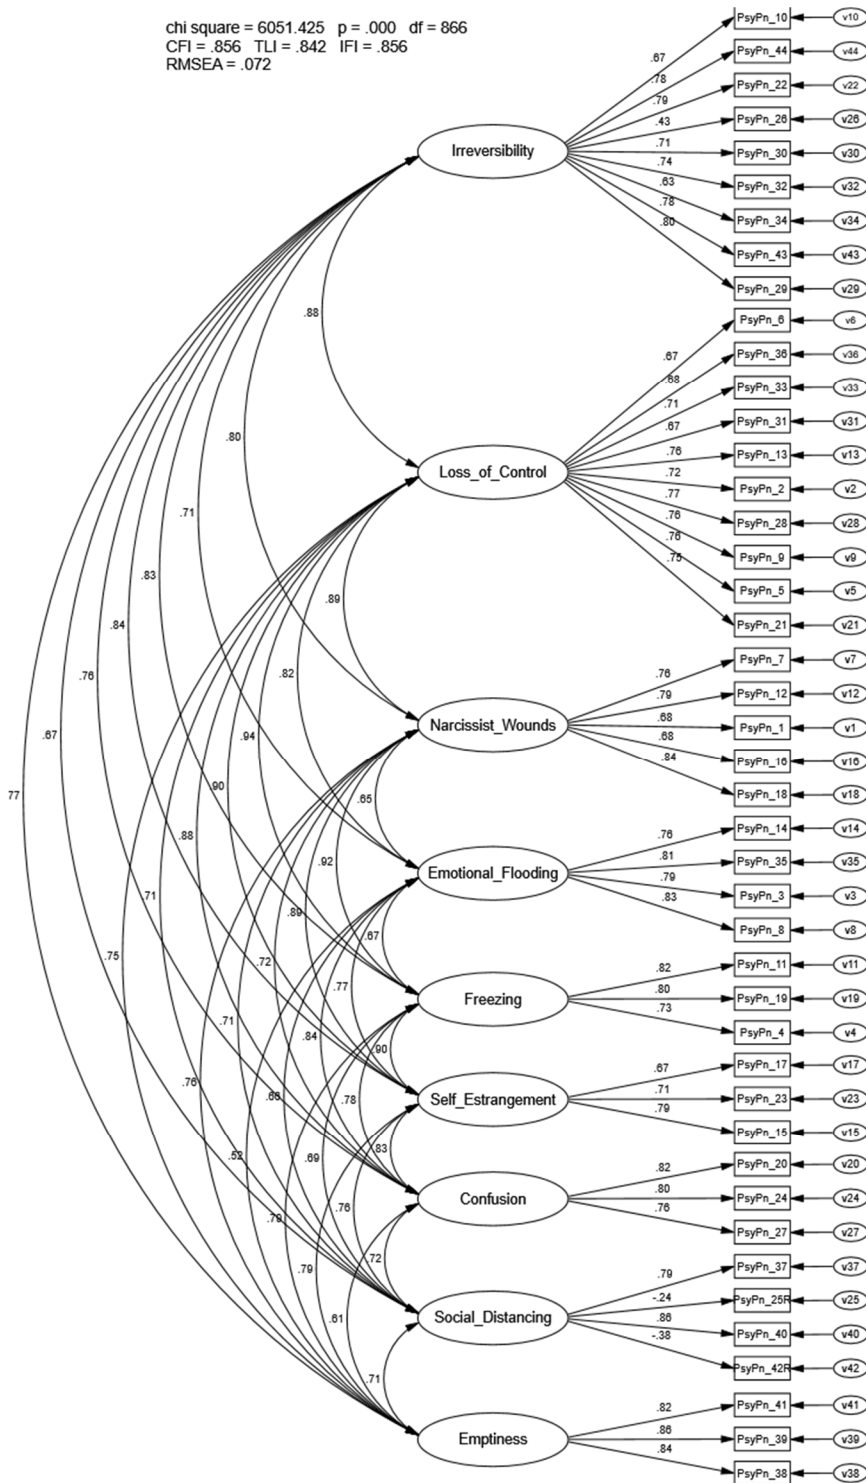 chi square = 6051.425 p = .000 df = 866
CFI = .856 TLI = .842 IFI = .856
RMSEA = .072
PsyPn_10 v10
.67
PsyPn_44 v44
.78
PsyPn_22 v22
.79
PsyPn_26 v26
.43
Irreversibility
PsyPn_30 v30
.71
PsyPn_32 v32
.74
PsyPn_34 v34
.63
PsyPn_43 v43
.78
PsyPn_29 v29
.80
.88
PsyPn_6 v6
.67
PsyPn_36 v36
.68
PsyPn_33 v33
.71
PsyPn_31 v31
.67
.80
PsyPn_13 v13
.76
Loss_of_Control
PsyPn_2 v2
.72
.71
PsyPn_28 v28
.77
PsyPn_9 v9
.76
.83
PsyPn_5 v5
.76
.89
PsyPn_21 v21
.75
.84
PsyPn_7 v7
.76
.82
.76
PsyPn_12 v12
.79
Narcissist_Wounds
PsyPn_1 v1
.68
.67
.94
PsyPn_16 v16
.68
PsyPn_18 v18
.84
77
.90
.65
PsyPn_14 v14
.76
.88
.92
PsyPn_35 v35
.81
Emotional_Flooding
PsyPn_3 v3
.79
.71
.89
PsyPn_8 v8
.83
.67
.75
.72
PsyPn_11 v11
.82
.77
Freezing
PsyPn_19 v19
.80
.71
PsyPn_4 v4
.73
.84
.90
PsyPn_17 v17
.67
.76
Self_Estrangement
PsyPn_23 v23
.71
.78
PsyPn_15 v15
.79
.52
.69
.83
PsyPn_20 v20
.82
Confusion
PsyPn_24 v24
.80
.76
PsyPn_27 v27
.76
.79
.72
PsyPn_37 v37
.79
PsyPn_25R v25
-.24
Social_Distancing
.61
PsyPn_40 v40
.86
PsyPn_42R v42
-.38
.71
PsyPn_41 v41
.82
Emptiness
PsyPn_39 v39
.86
PsyPn_38 v38
.84